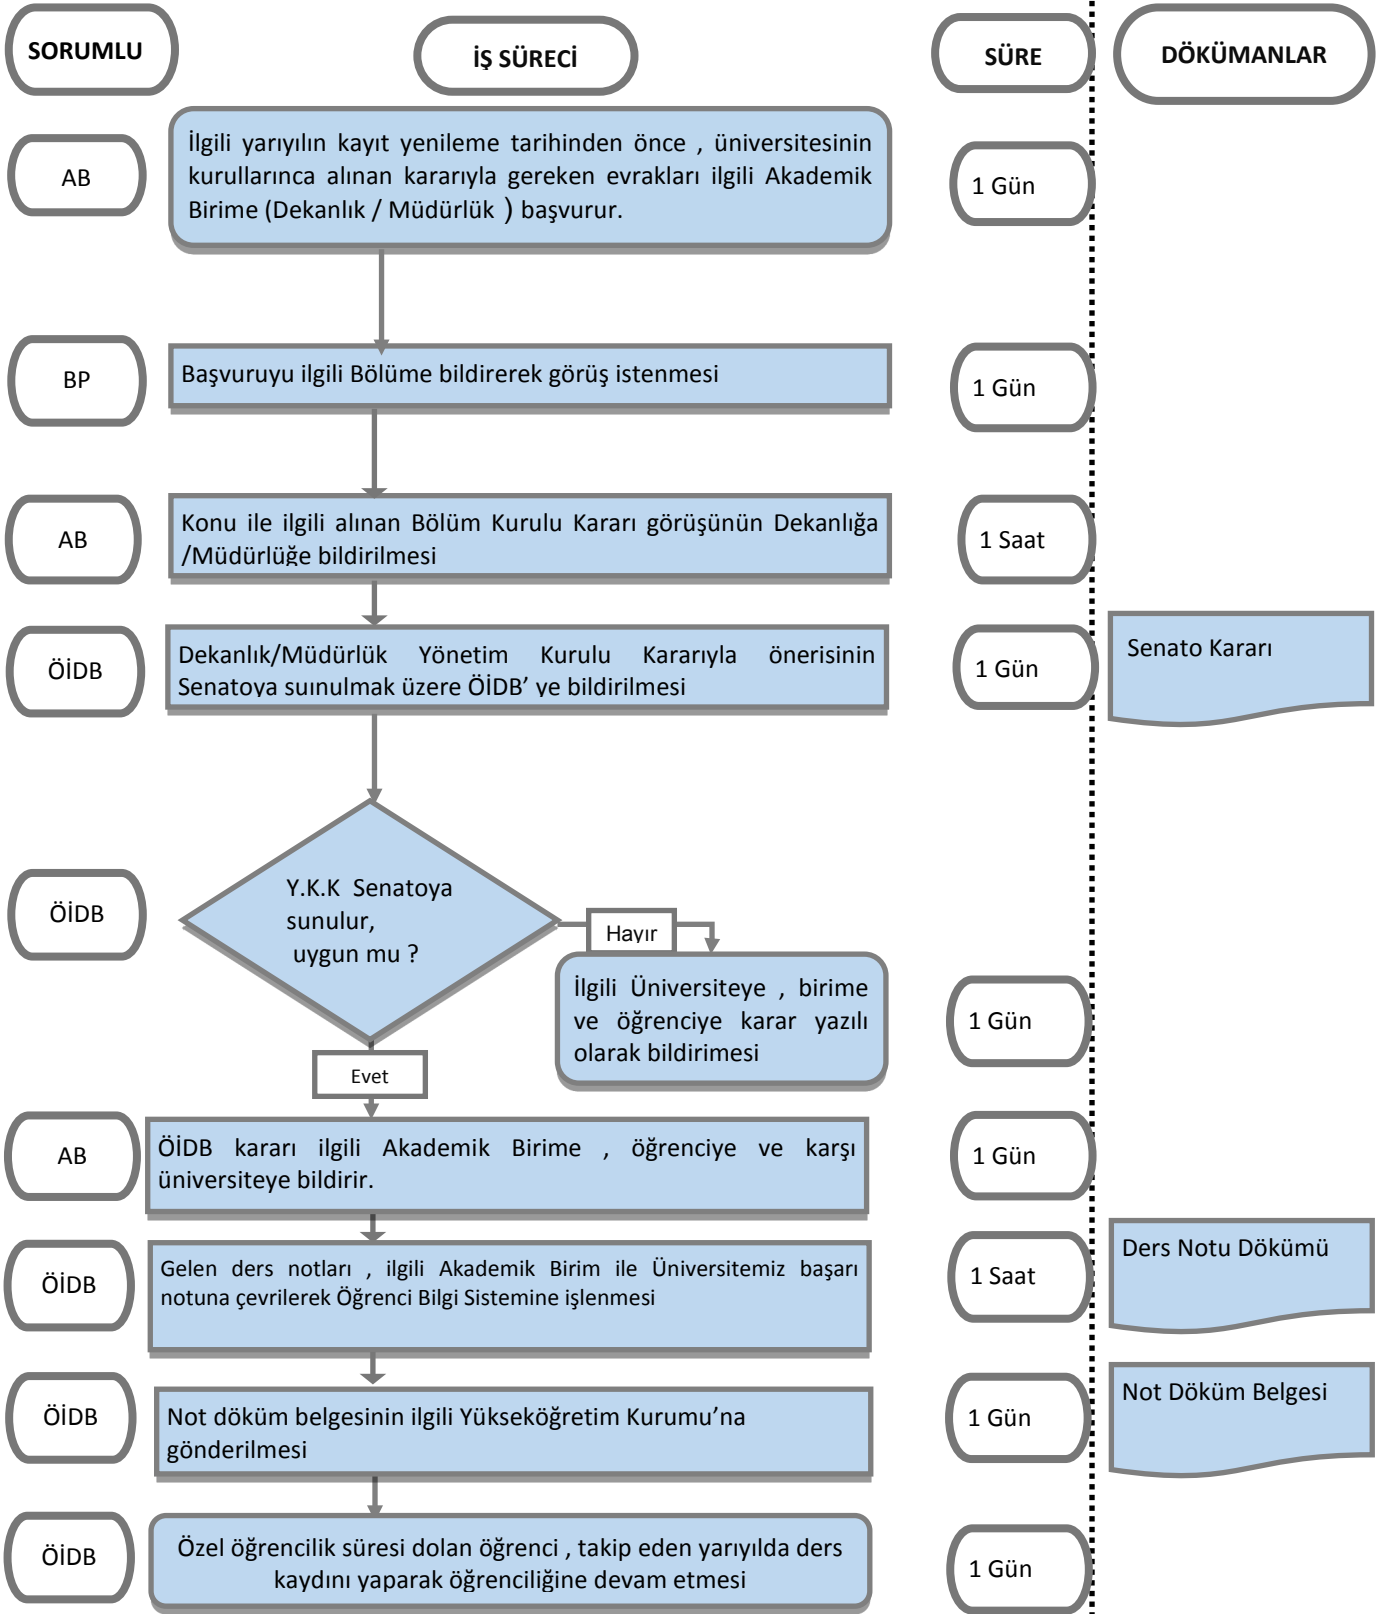 SORUMLU
İŞ SÜRECİ
SÜRE
DÖKÜMANLAR
AB
İlgili yarıyılın kayıt yenileme tarihinden önce , üniversitesinin
kurullarınca alınan kararıyla gereken evrakları ilgili Akademik
Birime (Dekanlık / Müdürlük ) başvurur.
1 Gün
BP
Başvuruyu ilgili Bölüme bildirerek görüş istenmesi
1 Gün
AB
Konu ile ilgili alınan Bölüm Kurulu Kararı görüşünün Dekanlığa
/Müdürlüğe bildirilmesi
1 Saat
ÖİDB
Dekanlık/Müdürlük Yönetim Kurulu Kararıyla önerisinin
Senatoya suınulmak üzere ÖİDB’ ye bildirilmesi
1 Gün
Senato Kararı
ÖİDB
Y.K.K Senatoya
sunulur,
uygun mu ?
Hayır
İlgili Üniversiteye , birime
ve öğrenciye karar yazılı
olarak bildirimesi
1 Gün
Evet
AB
ÖİDB kararı ilgili Akademik Birime , öğrenciye ve karşı
üniversiteye bildirir.
1 Gün
ÖİDB
Gelen ders notları , ilgili Akademik Birim ile Üniversitemiz başarı
notuna çevrilerek Öğrenci Bilgi Sistemine işlenmesi
1 Saat
Ders Notu Dökümü
ÖİDB
Not döküm belgesinin ilgili Yükseköğretim Kurumu’na
gönderilmesi
1 Gün
Not Döküm Belgesi
ÖİDB
Özel öğrencilik süresi dolan öğrenci , takip eden yarıyılda ders
kaydını yaparak öğrenciliğine devam etmesi
1 Gün